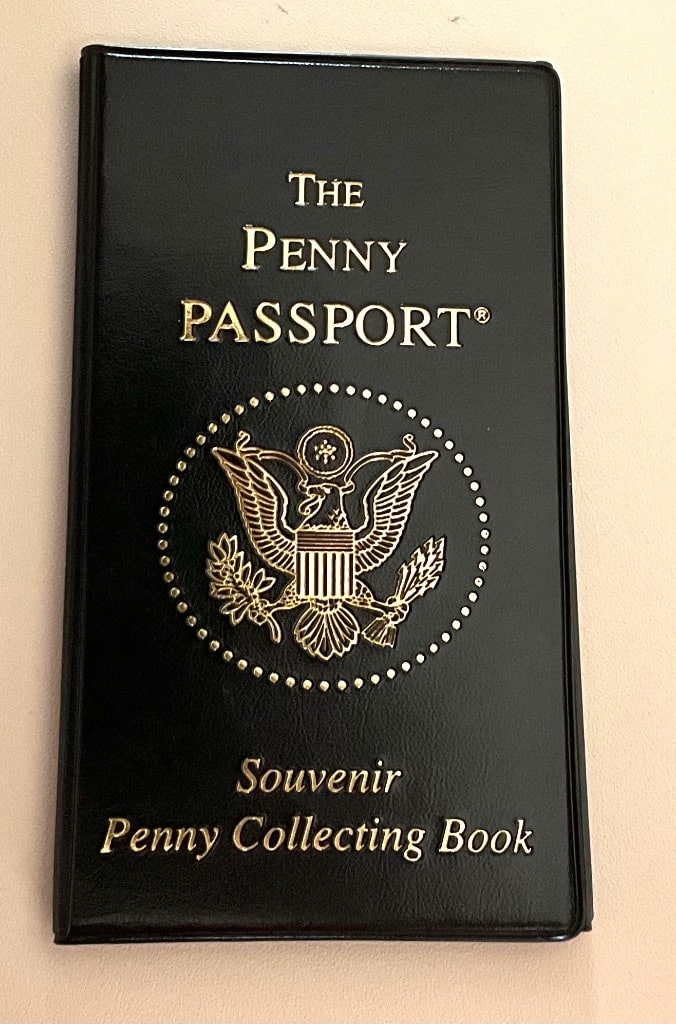 THE
PENNY
PASSPORT®
Souvenir
Penny Collecting Book